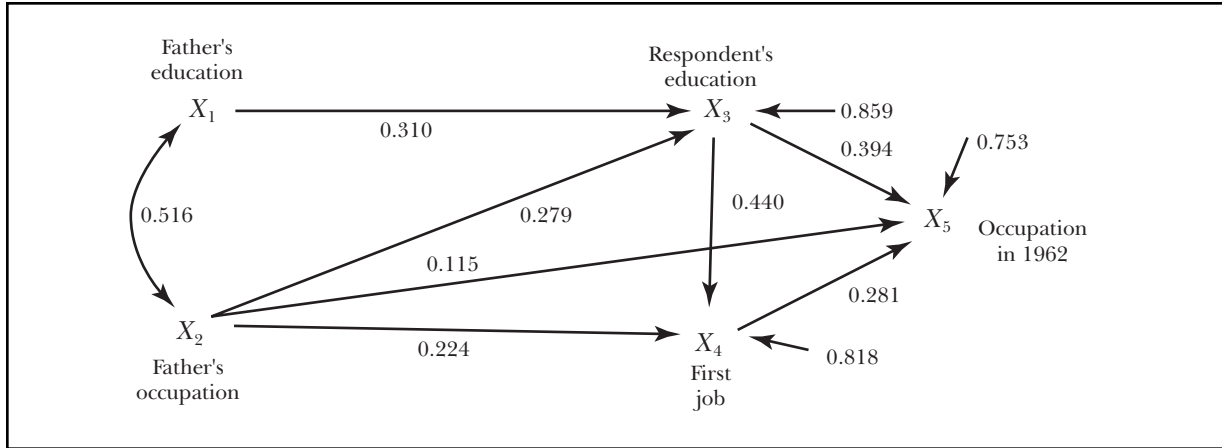 Father's
education
Respondent's
education
X₁
X₃
0.859
0.310
0.394
0.753
0.516
0.279
0.440
X₅
Occupation
in 1962
0.115
0.281
X₂
0.224
X₄
0.818
Father's
occupation
First
job